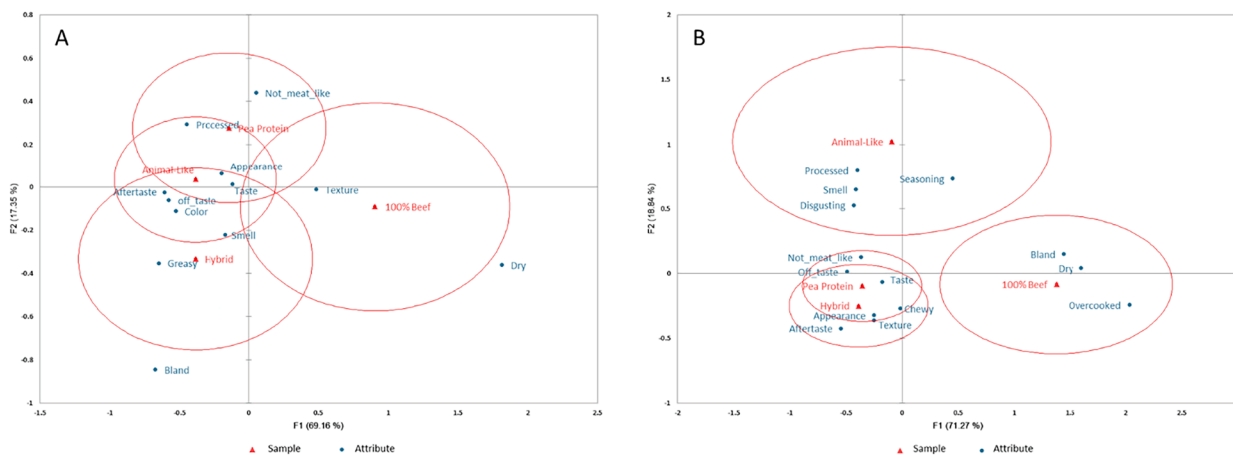 A
0.8
0.6
Not_meat_like
0.4
Prccessed
Pea Protein
0.2
Appearance
Animal-Like
Taste
Texture
0
Aftertaste
off_taste
Color
100%Beef
-0.2
Smell
Hybrid
Greasy
Dry
-0.4
-0.6
-0.8
Bland
-1
-1.5
-1
-0.5
0
0.5
1
1.5
2
2.5
F1 (69.16 %)
F2 (17.35 %)
Sample
Attribute
B
2
1.5
Animal-Like
1
Processed
Seasoning
Smell
0.5
Disgusting
Not_meat_like
Bland
Off_taste
Dry
0
Taste
Pea Protein
100%Beef
Hybrid
Chewy
Overcooked
Appearance
Texture
Aftertaste
-0.5
-1
-2
-1.5
-1
-0.5
0
0.5
1
1.5
2
2.5
F1 (71.27 %)
F2 (18.84 %)
Sample
Attribute